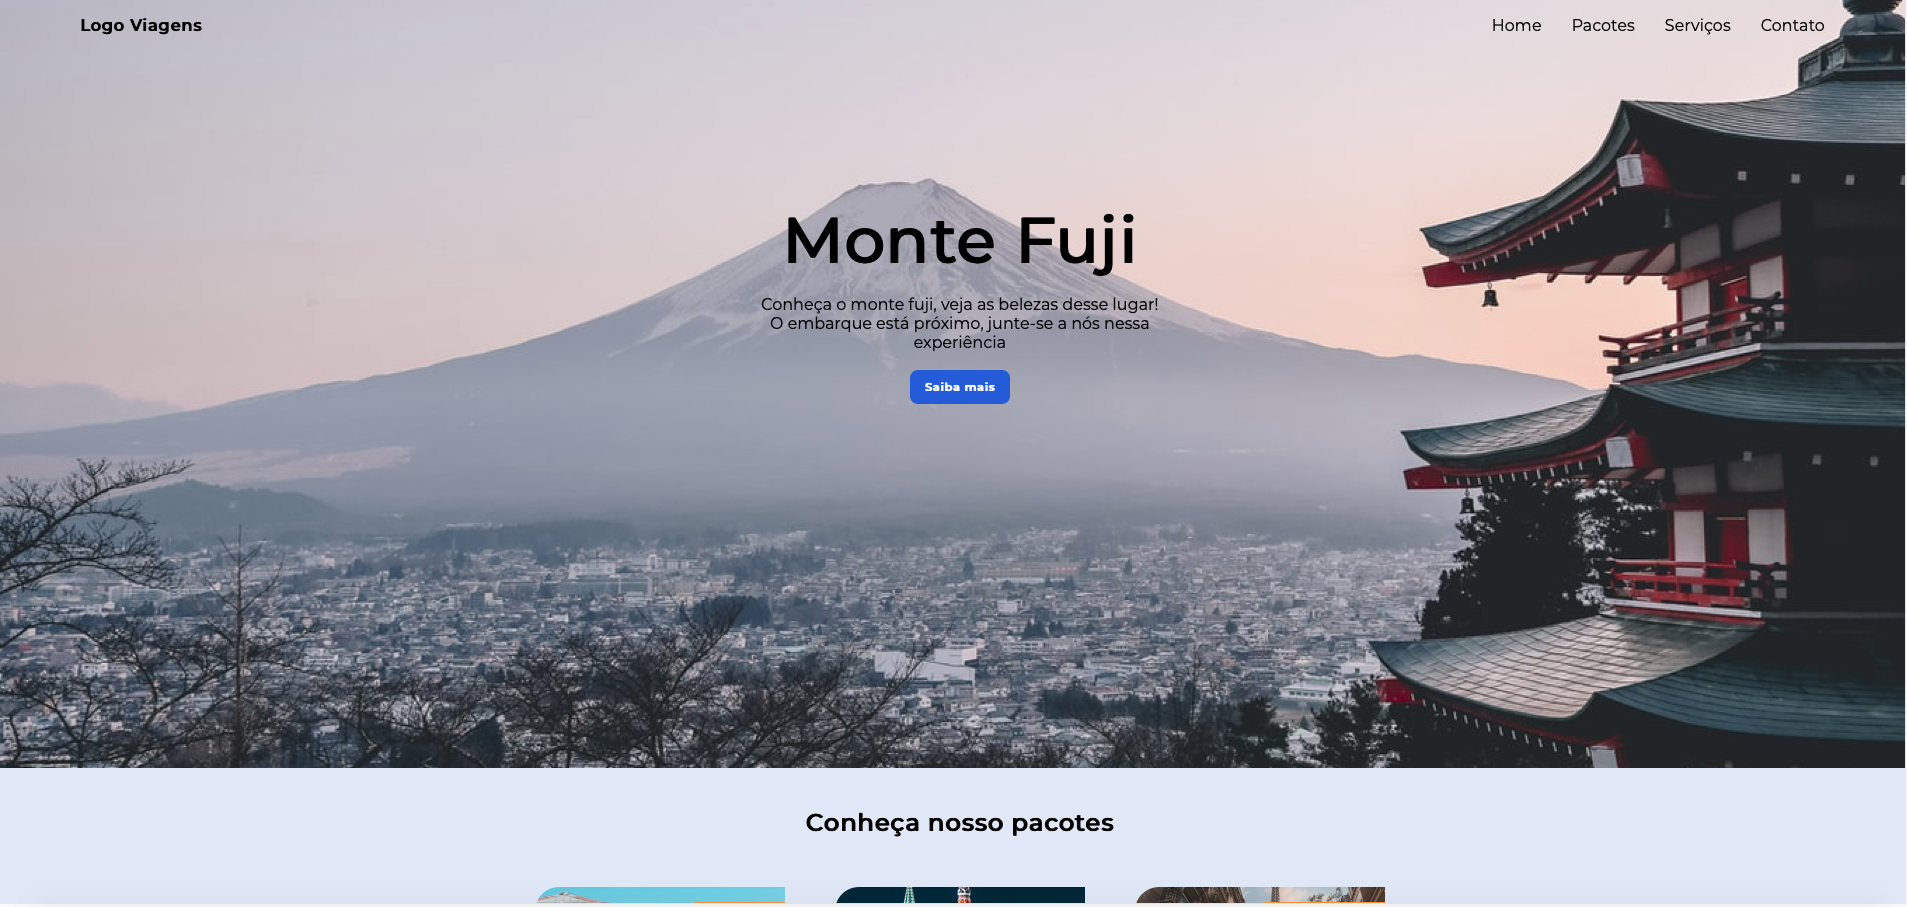 Logo Viagens
Home Pacotes Serviços Contato
Monte Fuji
Conheça o monte fuji, veja as belezas desse lugar!
O embarque está próximo, junte-se a nós nessa
experiência
Saiba mais
Conheça nosso pacotes